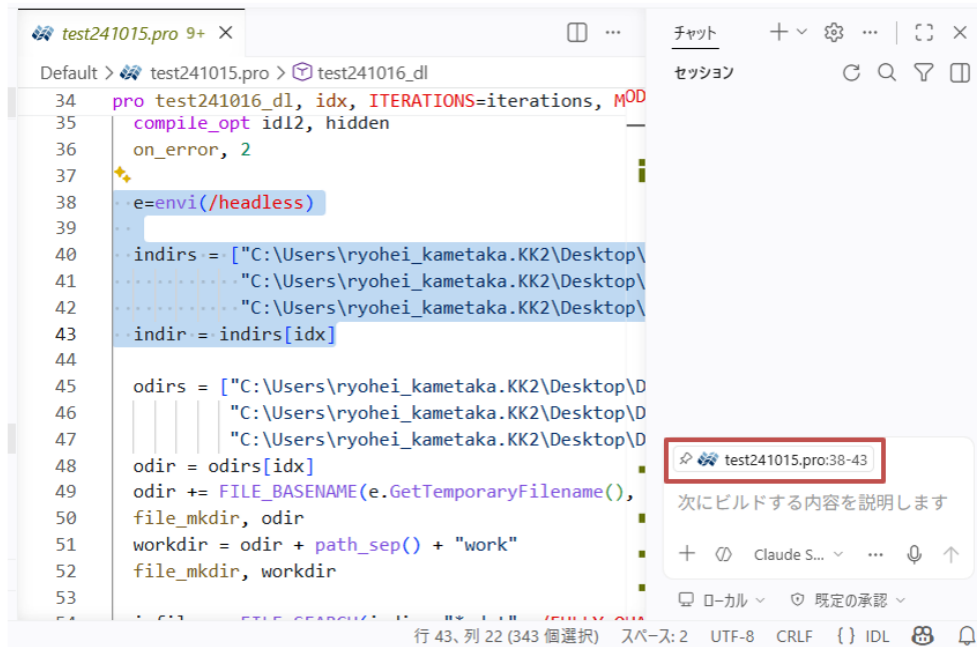 test241015.pro 9+
Default > test241015.pro > test241016_dl
34 pro test241016_dl, idx, ITERATIONS=iterations, MOD
35 compile_opt idl2, hidden
36 on_error, 2
37
38 e=envi(/headless)
39
40 indirs = ["C:\Users\ryohei_kametaka.KK2\Desktop\
41 "C:\Users\ryohei_kametaka.KK2\Desktop\
42 "C:\Users\ryohei_kametaka.KK2\Desktop\
43 indir = indirs[idx]
44
45 odirs = ["C:\Users\ryohei_kametaka.KK2\Desktop\D
46 "C:\Users\ryohei_kametaka.KK2\Desktop\D
47 "C:\Users\ryohei_kametaka.KK2\Desktop\D
48 odir = odirs[idx]
49 odir += FILE_BASENAME(e.GetTemporaryFilename(),
50 file_mkdir, odir
51 workdir = odir + path_sep() + "work"
52 file_mkdir, workdir
53
チャット
セッション
test241015.pro:38-43
次にビルドする内容を説明します
Claude S...
ローカル
既定の承認
行 43、列 22 (343 個選択) スペース: 2 UTF-8 CRLF { } IDL